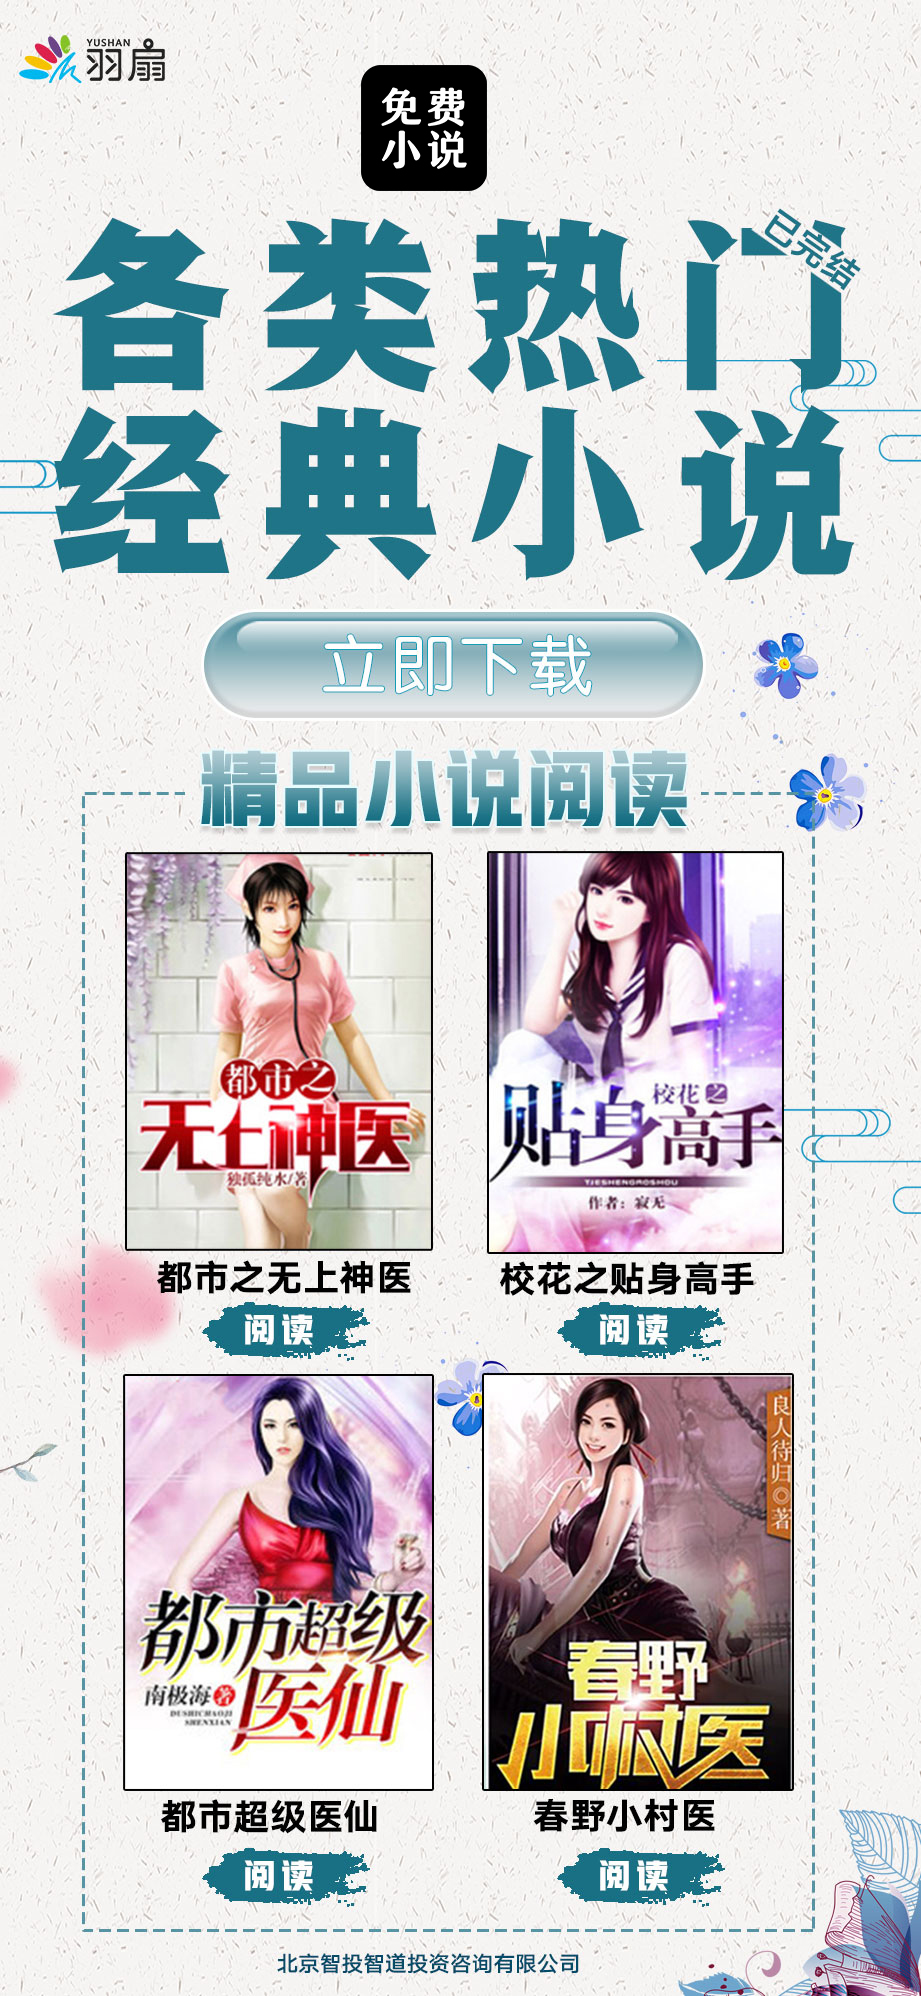 YUSHAN
羽扇
免费
小说
各类热门
已完结
经典小说
立即下载
精品小说阅读
都市之
无上神医
独孤纯水/著
校花之
贴身高手
TIESHENGAOSHOU
作者：寂无
都市之无上神医
校花之贴身高手
阅读
阅读
都市超级
医仙
南极海 著
DUSHICHAOJI
SHENXIAN
良人待归◎著
春野
小村医
都市超级医仙
春野小村医
阅读
阅读
北京智投智道投资咨询有限公司